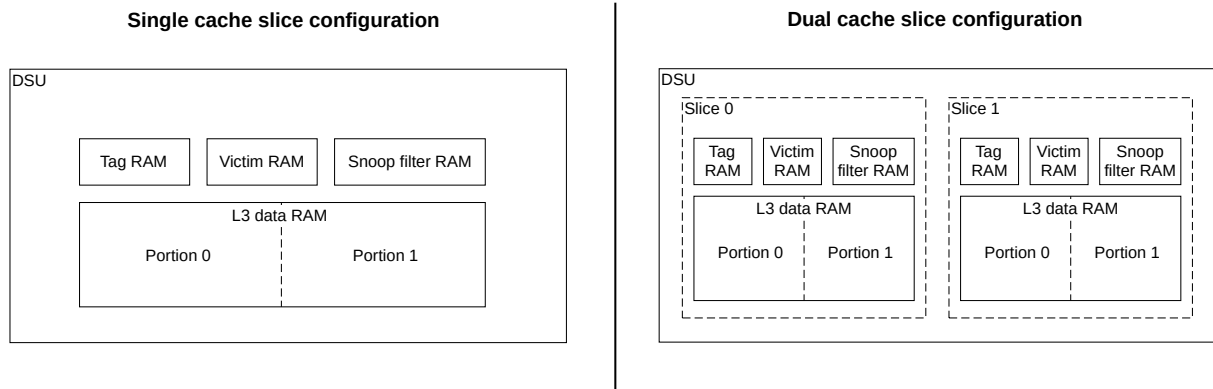 Single cache slice configuration
DSU
Tag RAM
Victim RAM
Snoop filter RAM
L3 data RAM
Portion 0
Portion 1
Dual cache slice configuration
DSU
Slice 0
Tag
RAM
Victim
RAM
Snoop
filter RAM
L3 data RAM
Portion 0
Portion 1
Slice 1
Tag
RAM
Victim
RAM
Snoop
filter RAM
L3 data RAM
Portion 0
Portion 1